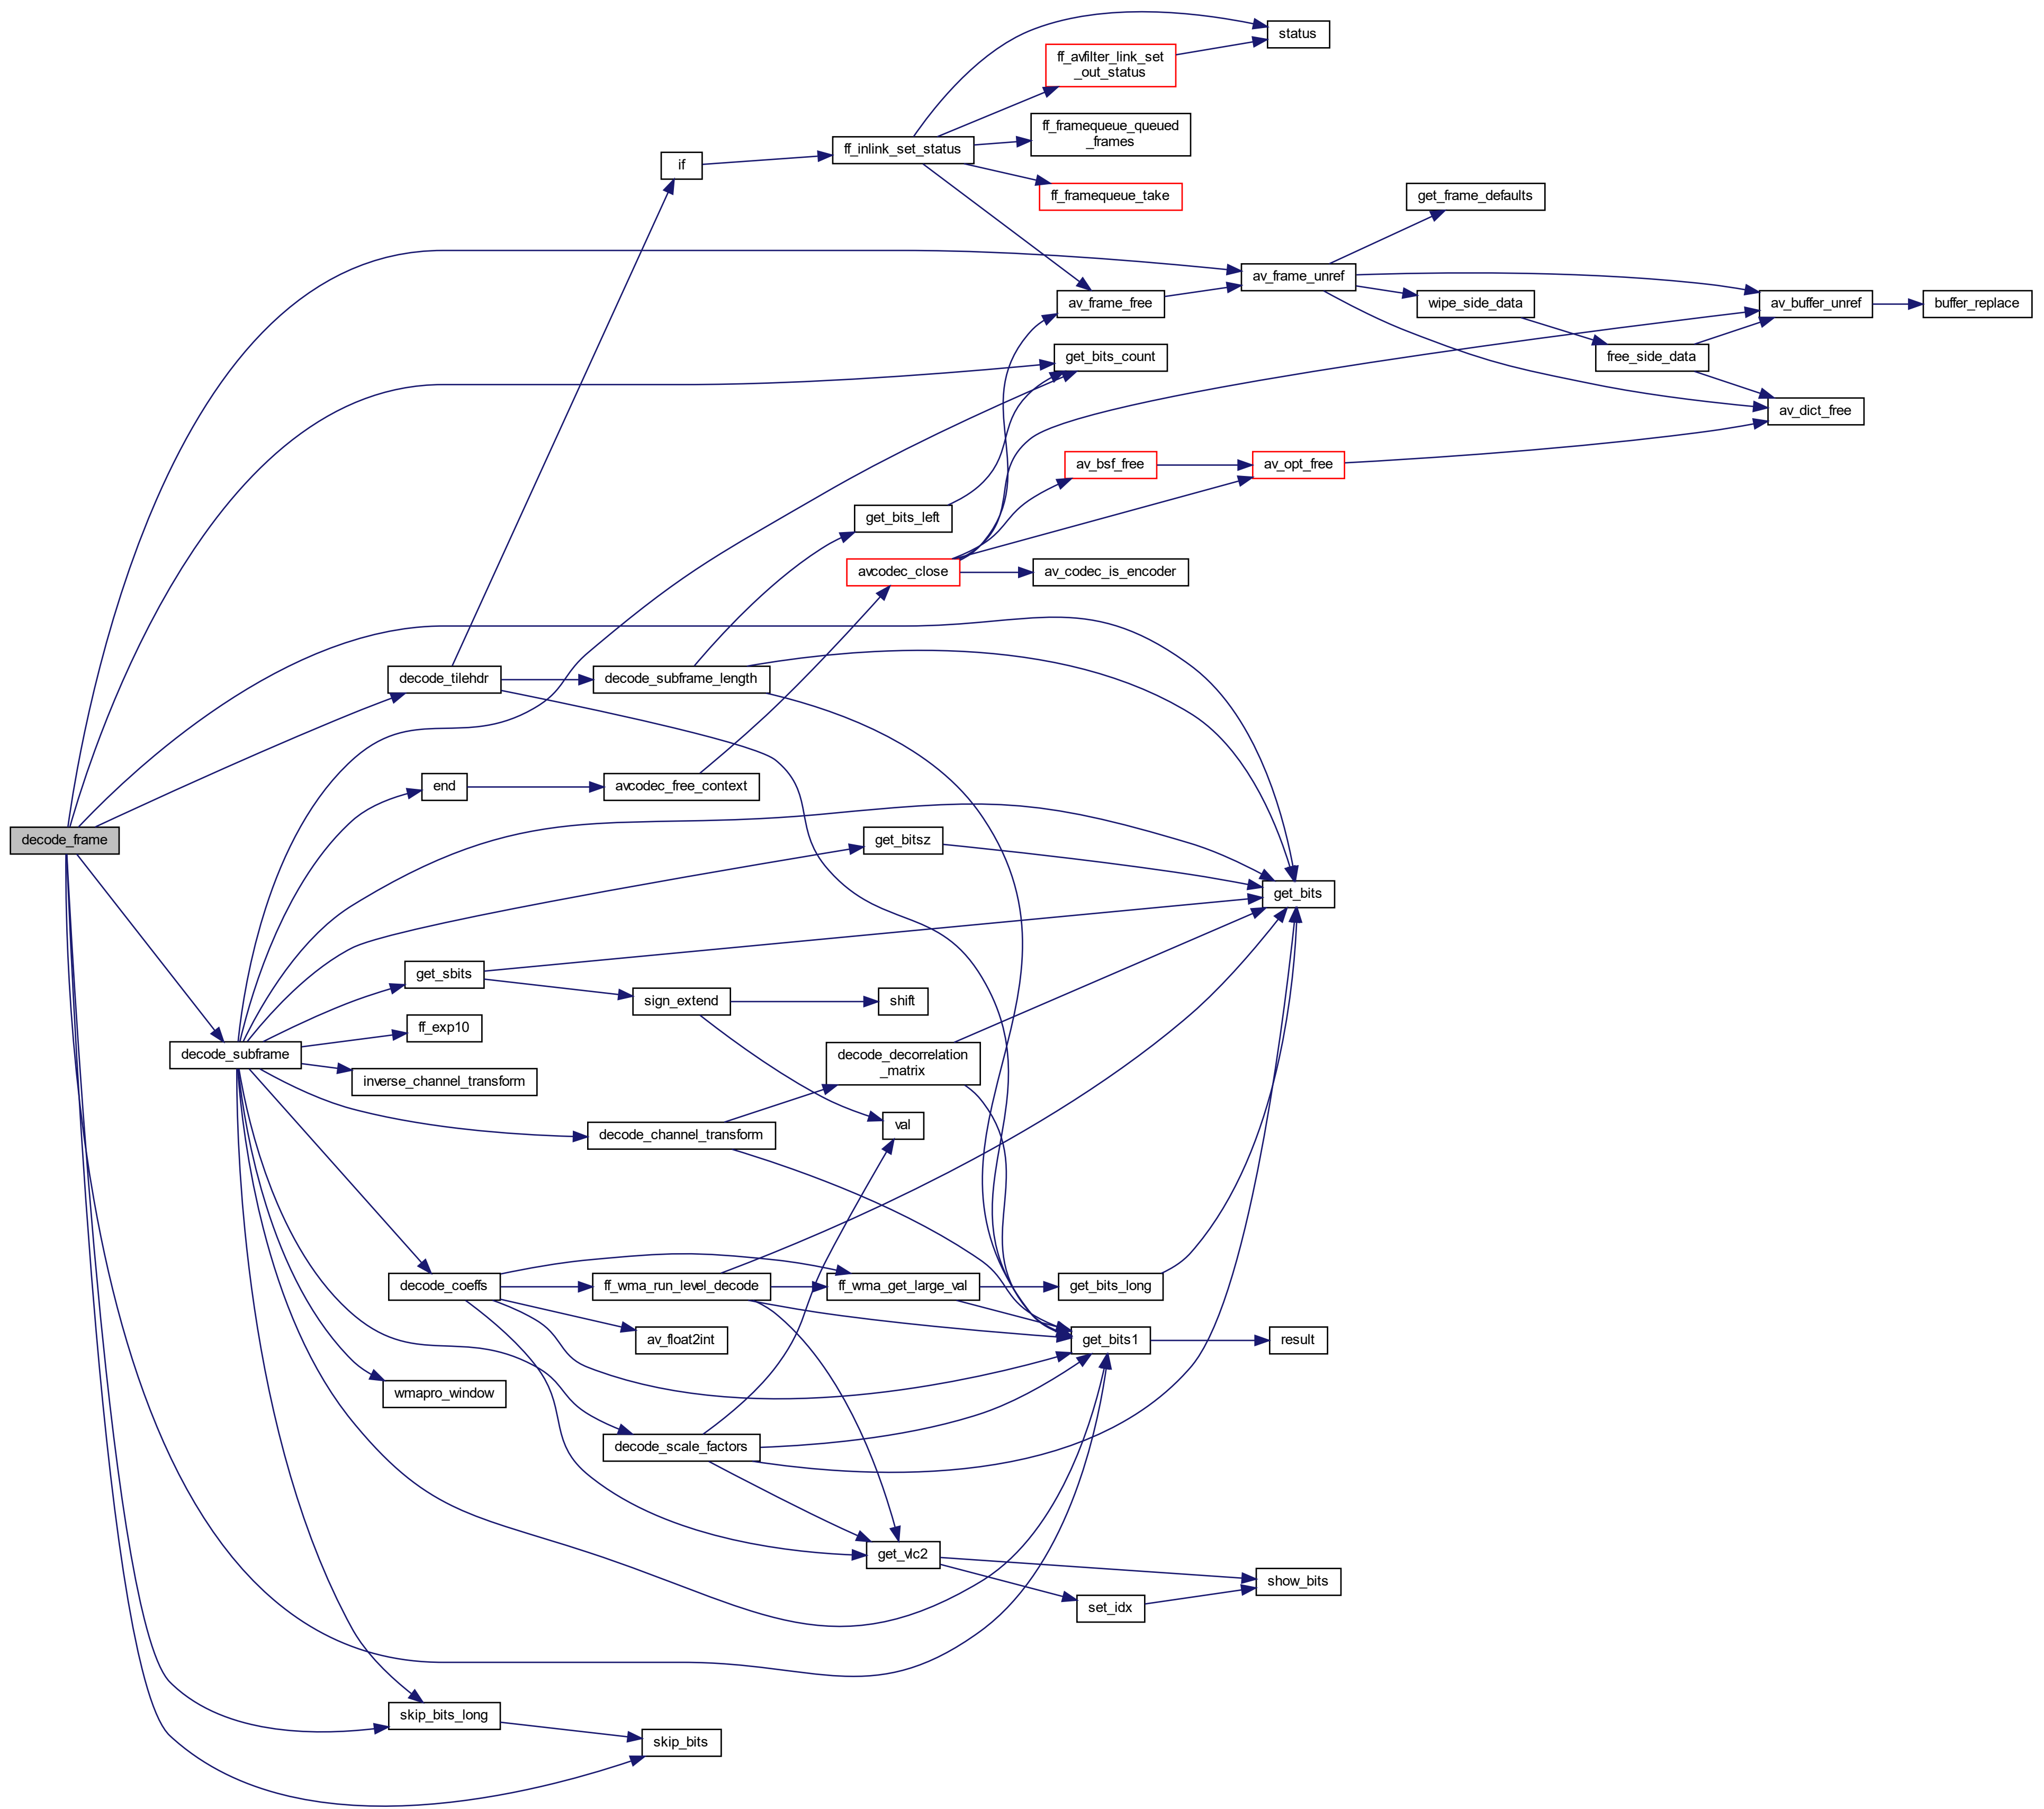 status
ff_avfilter_link_set
_out_status
ff_framequeue_queued
_frames
ff_inlink_set_status
if
ff_framequeue_take
get_frame_defaults
av_frame_unref
wipe_side_data
av_buffer_unref
buffer_replace
av_frame_free
get_bits_count
free_side_data
av_dict_free
av_bsf_free
av_opt_free
get_bits_left
avcodec_close
av_codec_is_encoder
decode_tilehdr
decode_subframe_length
end
avcodec_free_context
decode_frame
get_bitsz
get_bits
get_sbits
sign_extend
shift
ff_exp10
decode_subframe
decode_decorrelation
_matrix
inverse_channel_transform
val
decode_channel_transform
decode_coeffs
ff_wma_run_level_decode
ff_wma_get_large_val
get_bits_long
av_float2int
get_bits1
result
wmapro_window
decode_scale_factors
get_vlc2
show_bits
set_idx
skip_bits_long
skip_bits